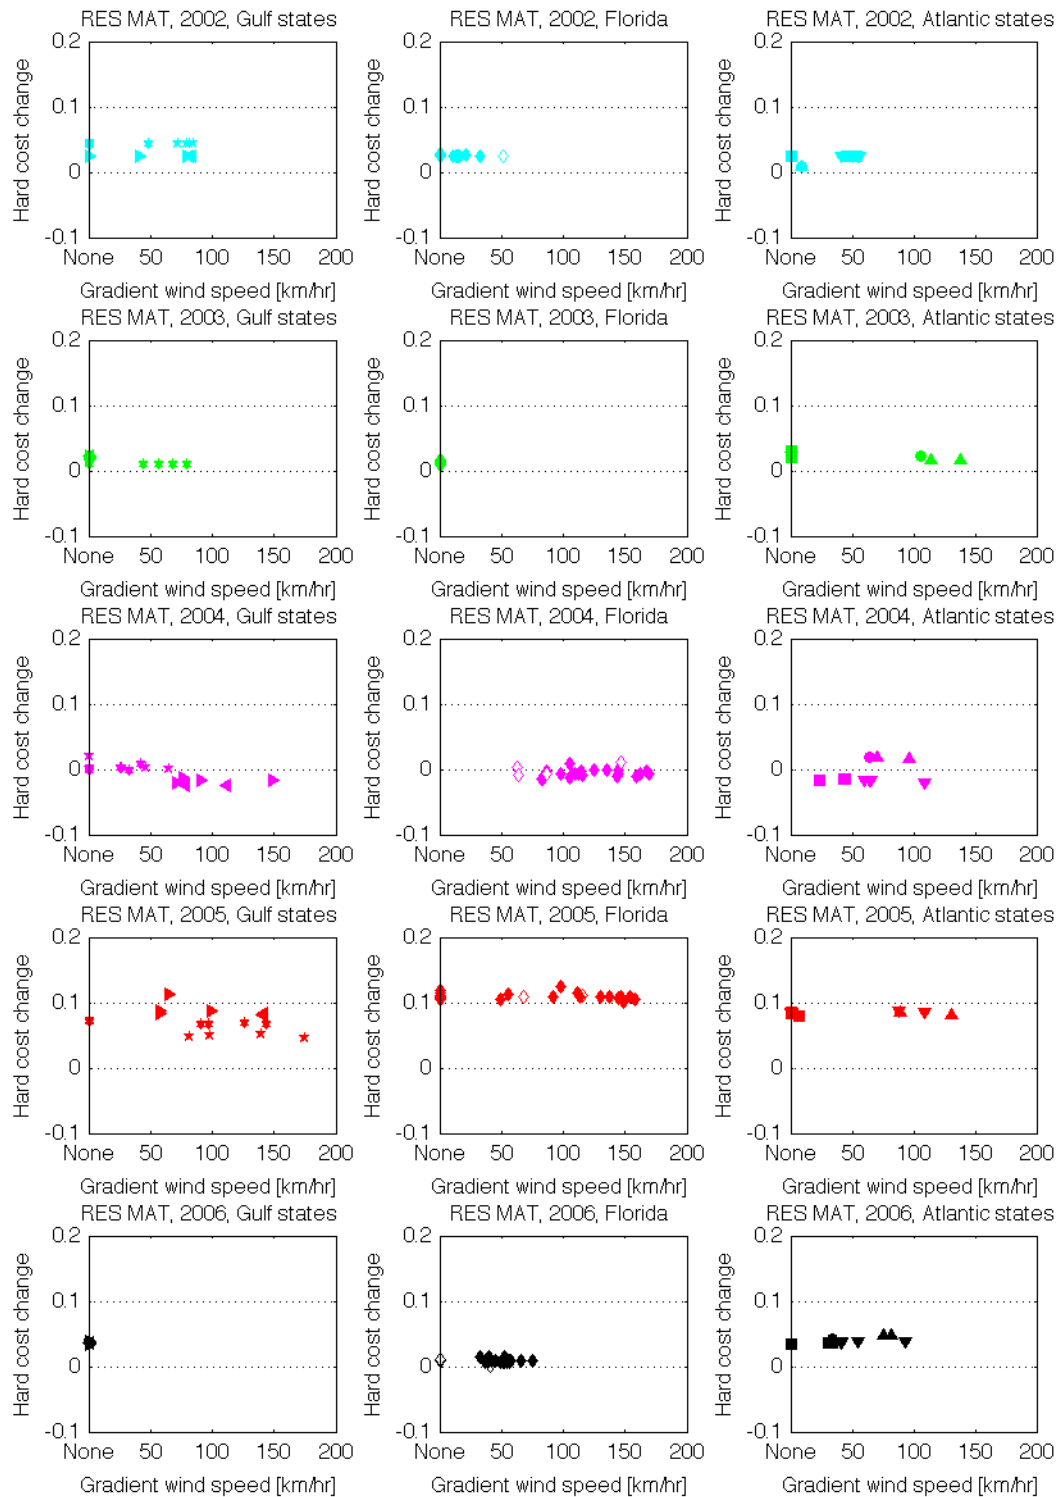 RES MAT, 2002, Gulf states
RES MAT, 2002, Florida
RES MAT, 2002, Atlantic states
0.2
0.1
0
-0.1
None 50 100 150 200
Hard cost change
Gradient wind speed [km/hr]
0.2
0.1
0
-0.1
None 50 100 150 200
Hard cost change
Gradient wind speed [km/hr]
0.2
0.1
0
-0.1
None 50 100 150 200
Hard cost change
Gradient wind speed [km/hr]
RES MAT, 2003, Gulf states
RES MAT, 2003, Florida
RES MAT, 2003, Atlantic states
0.2
0.1
0
-0.1
None 50 100 150 200
Hard cost change
Gradient wind speed [km/hr]
0.2
0.1
0
-0.1
None 50 100 150 200
Hard cost change
Gradient wind speed [km/hr]
0.2
0.1
0
-0.1
None 50 100 150 200
Hard cost change
Gradient wind speed [km/hr]
RES MAT, 2004, Gulf states
RES MAT, 2004, Florida
RES MAT, 2004, Atlantic states
0.2
0.1
0
-0.1
None 50 100 150 200
Hard cost change
Gradient wind speed [km/hr]
0.2
0.1
0
-0.1
None 50 100 150 200
Hard cost change
Gradient wind speed [km/hr]
0.2
0.1
0
-0.1
None 50 100 150 200
Hard cost change
Gradient wind speed [km/hr]
RES MAT, 2005, Gulf states
RES MAT, 2005, Florida
RES MAT, 2005, Atlantic states
0.2
0.1
0
-0.1
None 50 100 150 200
Hard cost change
Gradient wind speed [km/hr]
0.2
0.1
0
-0.1
None 50 100 150 200
Hard cost change
Gradient wind speed [km/hr]
0.2
0.1
0
-0.1
None 50 100 150 200
Hard cost change
Gradient wind speed [km/hr]
RES MAT, 2006, Gulf states
RES MAT, 2006, Florida
RES MAT, 2006, Atlantic states
0.2
0.1
0
-0.1
None 50 100 150 200
Hard cost change
Gradient wind speed [km/hr]
0.2
0.1
0
-0.1
None 50 100 150 200
Hard cost change
Gradient wind speed [km/hr]
0.2
0.1
0
-0.1
None 50 100 150 200
Hard cost change
Gradient wind speed [km/hr]